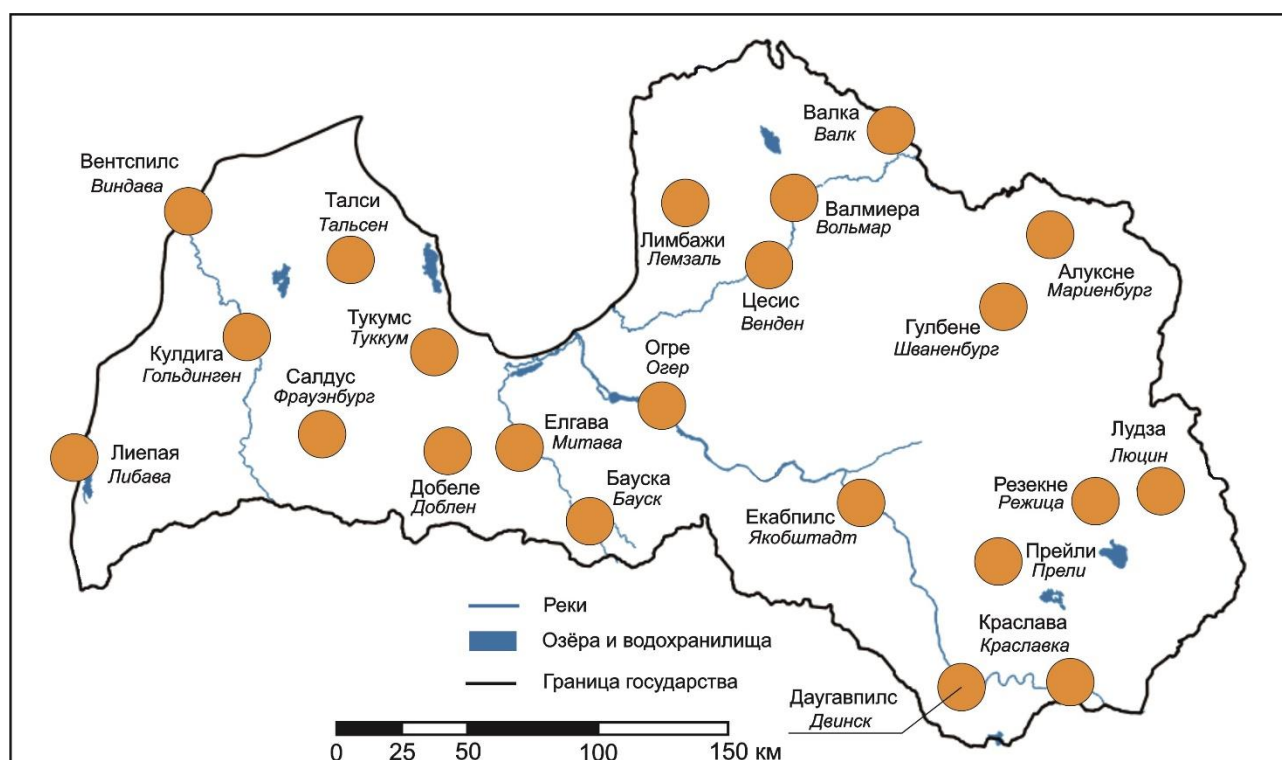 Валка
Валк
Вентспилс
Виндава
Талси
Тальсен
Валмиера
Вольмар
Лимбажи
Лемзаль
Алуксне
Мариенбург
Цесис
Венден
Тукумс
Туккум
Гулбене
Шваненбург
Кулдига
Гольдинген
Огре
Огер
Салдус
Фрауэнбург
Елгава
Митава
Лиепая
Либава
Лудза
Люцин
Добеле
Доблен
Бауска
Бауск
Резекне
Режица
Екабпилс
Якобштадт
Прейли
Прели
Краслава
Краславка
Даугавпилс
Двинск
Реки
Озёра и водохранилища
Граница государства
0 25 50 100 150 км